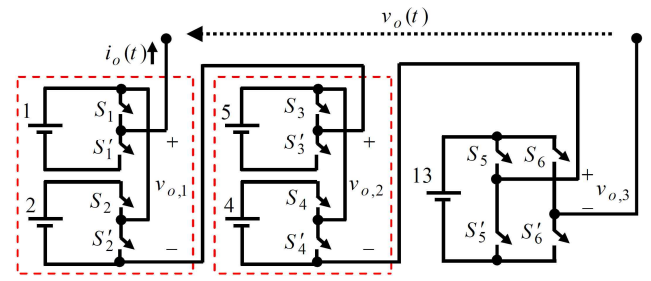 v_o(t)
i_o(t)
1
S_1
S'_1
+
2
S_2
S'_2
v_{o,1}
−
5
S_3
S'_3
+
4
S_4
S'_4
v_{o,2}
−
13
S_5
S_6
S'_5
S'_6
+
v_{o,3}
−